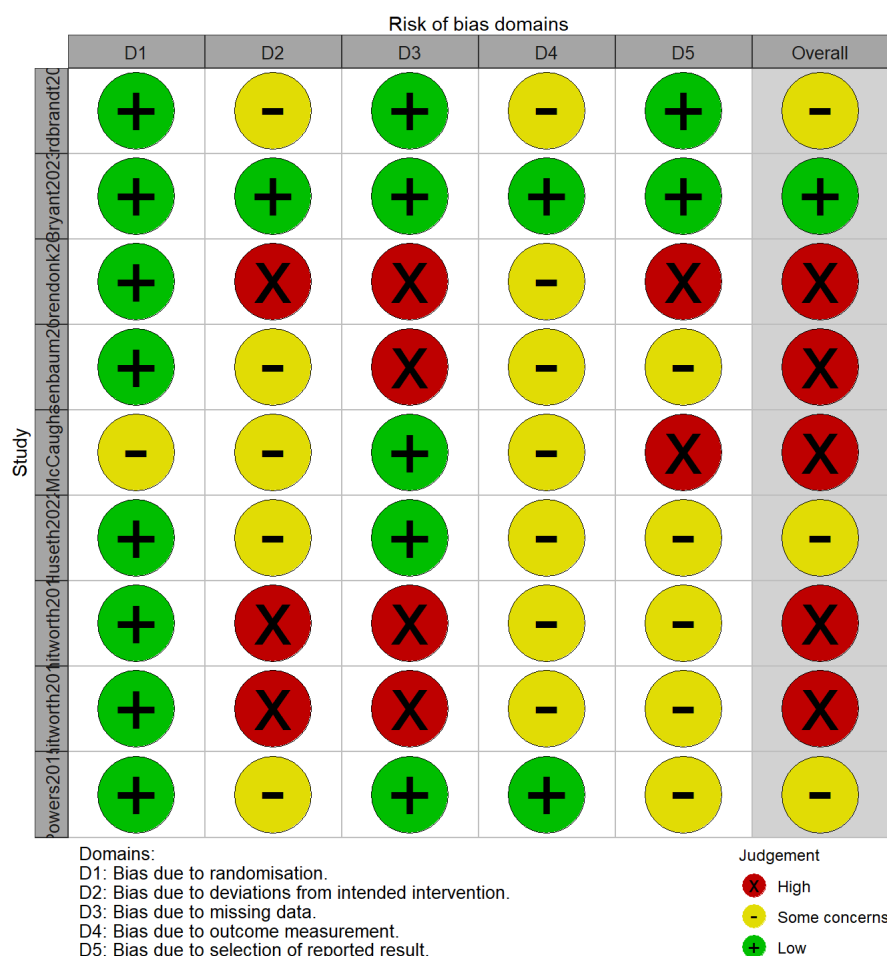 Risk of bias domains
D1 D2 D3 D4 D5 Overall
+ - + - + -
+ + + + + +
+ X X - X X
+ - X - - X
- - + - X X
+ - + - - -
+ X X - - X
+ X X - - X
+ - + + - -
Study
Domains:
D1: Bias due to randomisation.
D2: Bias due to deviations from intended intervention.
D3: Bias due to missing data.
D4: Bias due to outcome measurement.
D5: Bias due to selection of reported result.
Judgement
X High
- Some concerns
+ Low